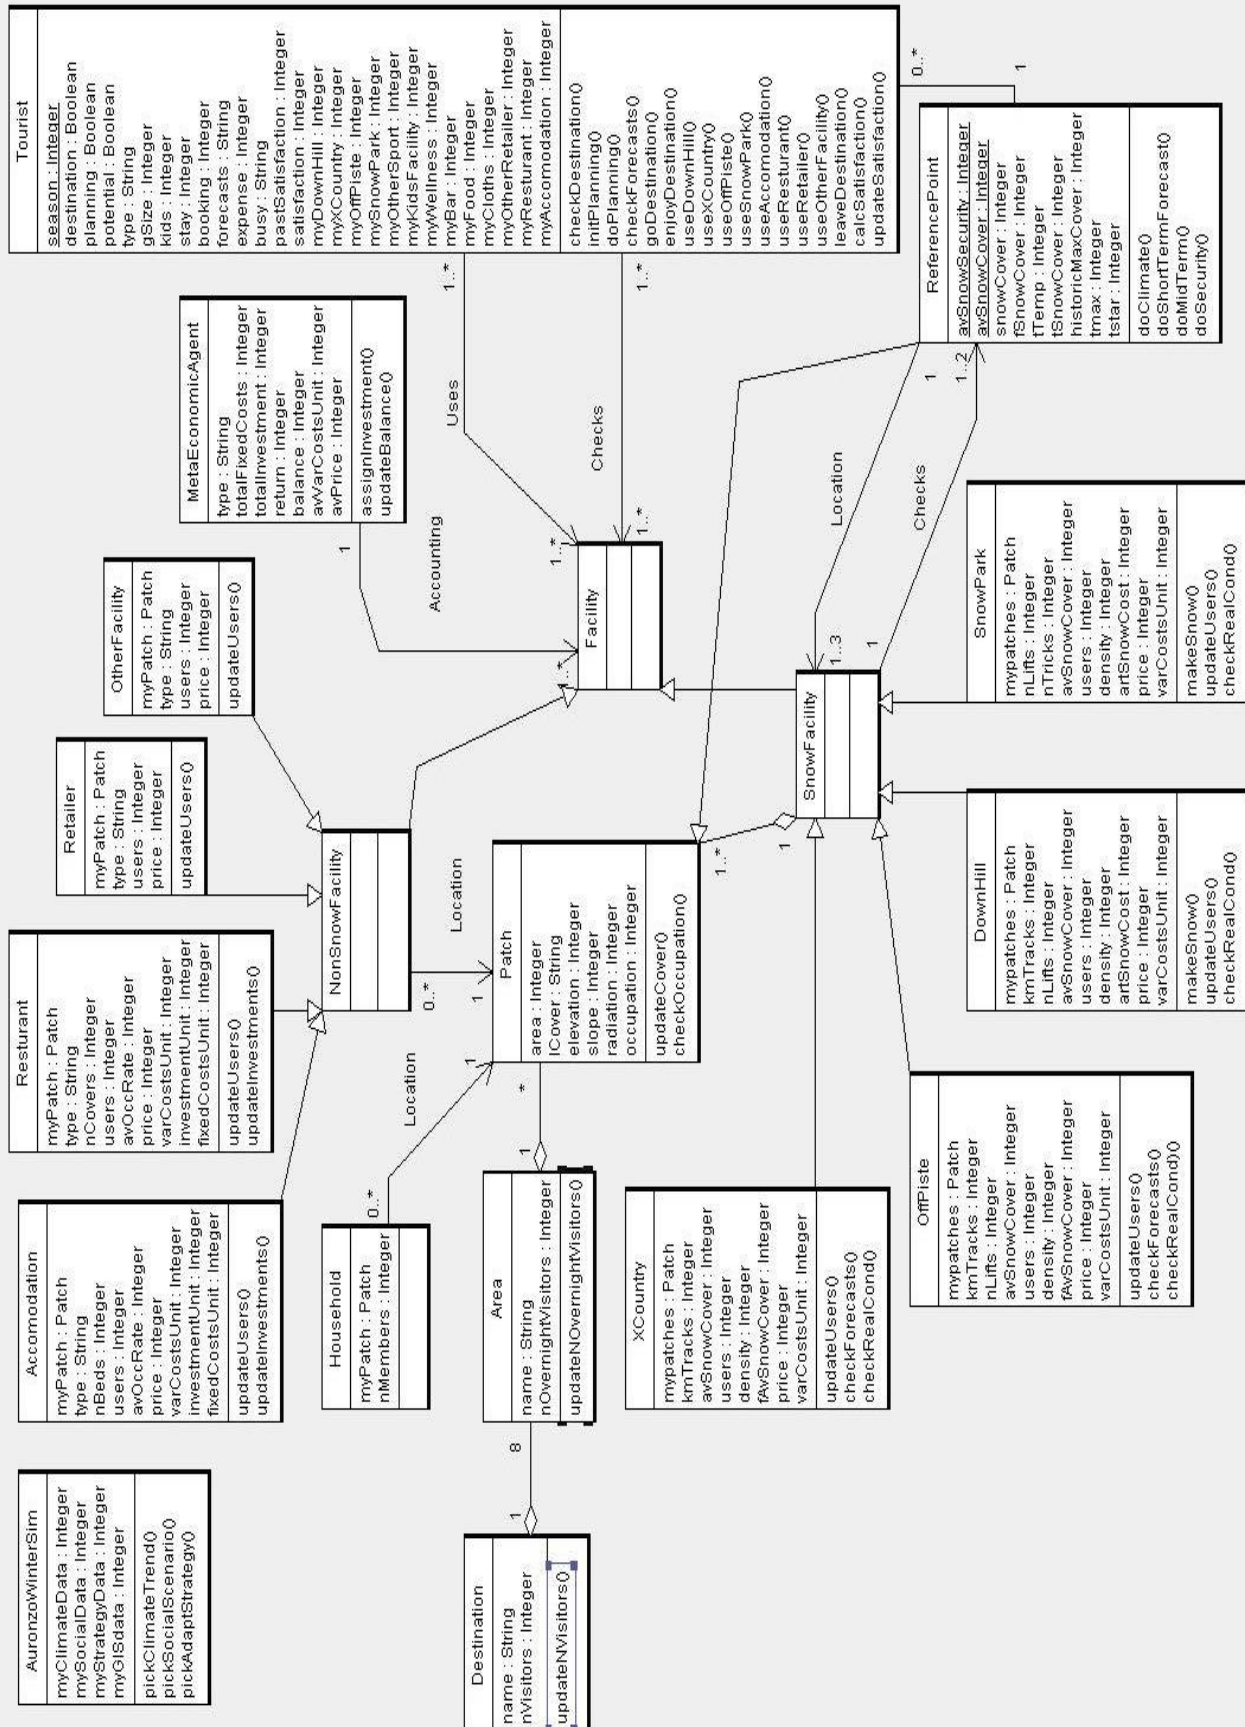 AuronzoWinterSim
myClimateData : Integer
mySocialData : Integer
myStrategyData : Integer
myGISdata : Integer
pickClimateTrend()
pickSocialScenario()
pickAdaptStrategy()
Accomodation
myPatch : Patch
type : String
nBeds : Integer
users : Integer
avOccRate : Integer
price : Integer
varCostsUnit : Integer
investmentUnit : Integer
fixedCostsUnit : Integer
updateUsers()
updateInvestments()
Resturant
myPatch : Patch
type : String
nCovers : Integer
users : Integer
avOccRate : Integer
price : Integer
varCostsUnit : Integer
investmentUnit : Integer
fixedCostsUnit : Integer
updateUsers()
updateInvestments()
Retailer
myPatch : Patch
type : String
users : Integer
price : Integer
updateUsers()
OtherFacility
myPatch : Patch
type : String
users : Integer
price : Integer
updateUsers()
MetaEconomicAgent
type : String
totalFixedCosts : Integer
totalInvestment : Integer
return : Integer
balance : Integer
avVarCostsUnit : Integer
avPrice : Integer
assignInvestment()
updateBalance()
1
Accounting
1..*
Tourist
season : Integer
destination : Boolean
planning : Boolean
potential : Boolean
type : String
gSize : Integer
kids : Integer
stay : Integer
booking : Integer
forecasts : String
expense : Integer
busy : String
pastSatisfaction : Integer
satisfaction : Integer
myDownHill : Integer
myXCountry : Integer
myOffPiste : Integer
mySnowPark : Integer
myOtherSport : Integer
myKidsFacility : Integer
myWellness : Integer
myBar : Integer
myFood : Integer
myCloths : Integer
myOtherRetailer : Integer
myResturant : Integer
myAccomodation : Integer
checkDestination()
initPlanning()
doPlanning()
checkForecasts()
goDestination()
enjoyDestination()
useDownHill()
useXCountry()
useOffPiste()
useSnowPark()
useAccomodation()
useResturant()
useRetailer()
useOtherFacility()
leaveDestination()
calcSatisfaction()
updateSatisfaction()
1..*
Uses
1..*
1..*
Checks
1..*
0..*
1
Household
myPatch : Patch
nMembers : Integer
0..*
Location
1
NonSnowFacility
0..*
Location
1
Facility
Destination
name : String
nVisitors : Integer
updateNVisitors()
1
8
Area
name : String
nOvernightVisitors : Integer
updateNOvernightVisitors()
1
*
Patch
area : Integer
lCover : String
elevation : Integer
slope : Integer
radiation : Integer
occupation : Integer
updateCover()
checkOccupation()
1..*
1
SnowFacility
1..3
Location
1
1
Checks
1..2
ReferencePoint
avSnowSecurity : Integer
avSnowCover : Integer
snowCover : Integer
fSnowCover : Integer
tTemp : Integer
tSnowCover : Integer
historicMaxCover : Integer
tmax : Integer
tstar : Integer
doClimate()
doShortTermForecast()
doMidTerm()
doSecurity()
XCountry
mypatches : Patch
kmTracks : Integer
avSnowCover : Integer
users : Integer
density : Integer
fAvSnowCover : Integer
price : Integer
varCostsUnit : Integer
updateUsers()
checkForecasts()
checkRealCond()
OffPiste
mypatches : Patch
kmTracks : Integer
nLifts : Integer
avSnowCover : Integer
users : Integer
density : Integer
fAvSnowCover : Integer
price : Integer
varCostsUnit : Integer
updateUsers()
checkForecasts()
checkRealCond)()
DownHill
mypatches : Patch
kmTracks : Integer
nLifts : Integer
avSnowCover : Integer
users : Integer
density : Integer
artSnowCost : Integer
price : Integer
varCostsUnit : Integer
makeSnow()
updateUsers()
checkRealCond()
SnowPark
mypatches : Patch
nLifts : Integer
nTricks : Integer
avSnowCover : Integer
users : Integer
density : Integer
artSnowCost : Integer
price : Integer
varCostsUnit : Integer
makeSnow()
updateUsers()
checkRealCond()